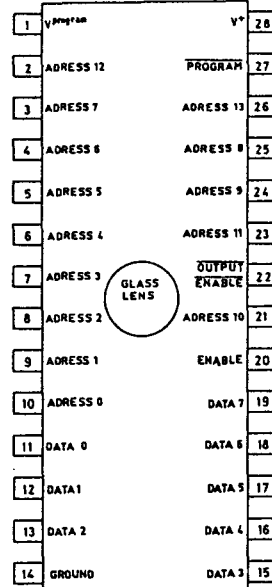 1 Vprogram V+ 28
2 ADRESS 12 PROGRAM 27
3 ADRESS 7 ADRESS 13 26
4 ADRESS 6 ADRESS 8 25
5 ADRESS 5 ADRESS 9 24
6 ADRESS 4 ADRESS 11 23
7 ADRESS 3 GLASS LENS OUTPUT ENABLE 22
8 ADRESS 2 ADRESS 10 21
9 ADRESS 1 ENABLE 20
10 ADRESS 0 DATA 7 19
11 DATA 0 DATA 6 18
12 DATA1 DATA 5 17
13 DATA 2 DATA 4 16
14 GROUND DATA 3 15